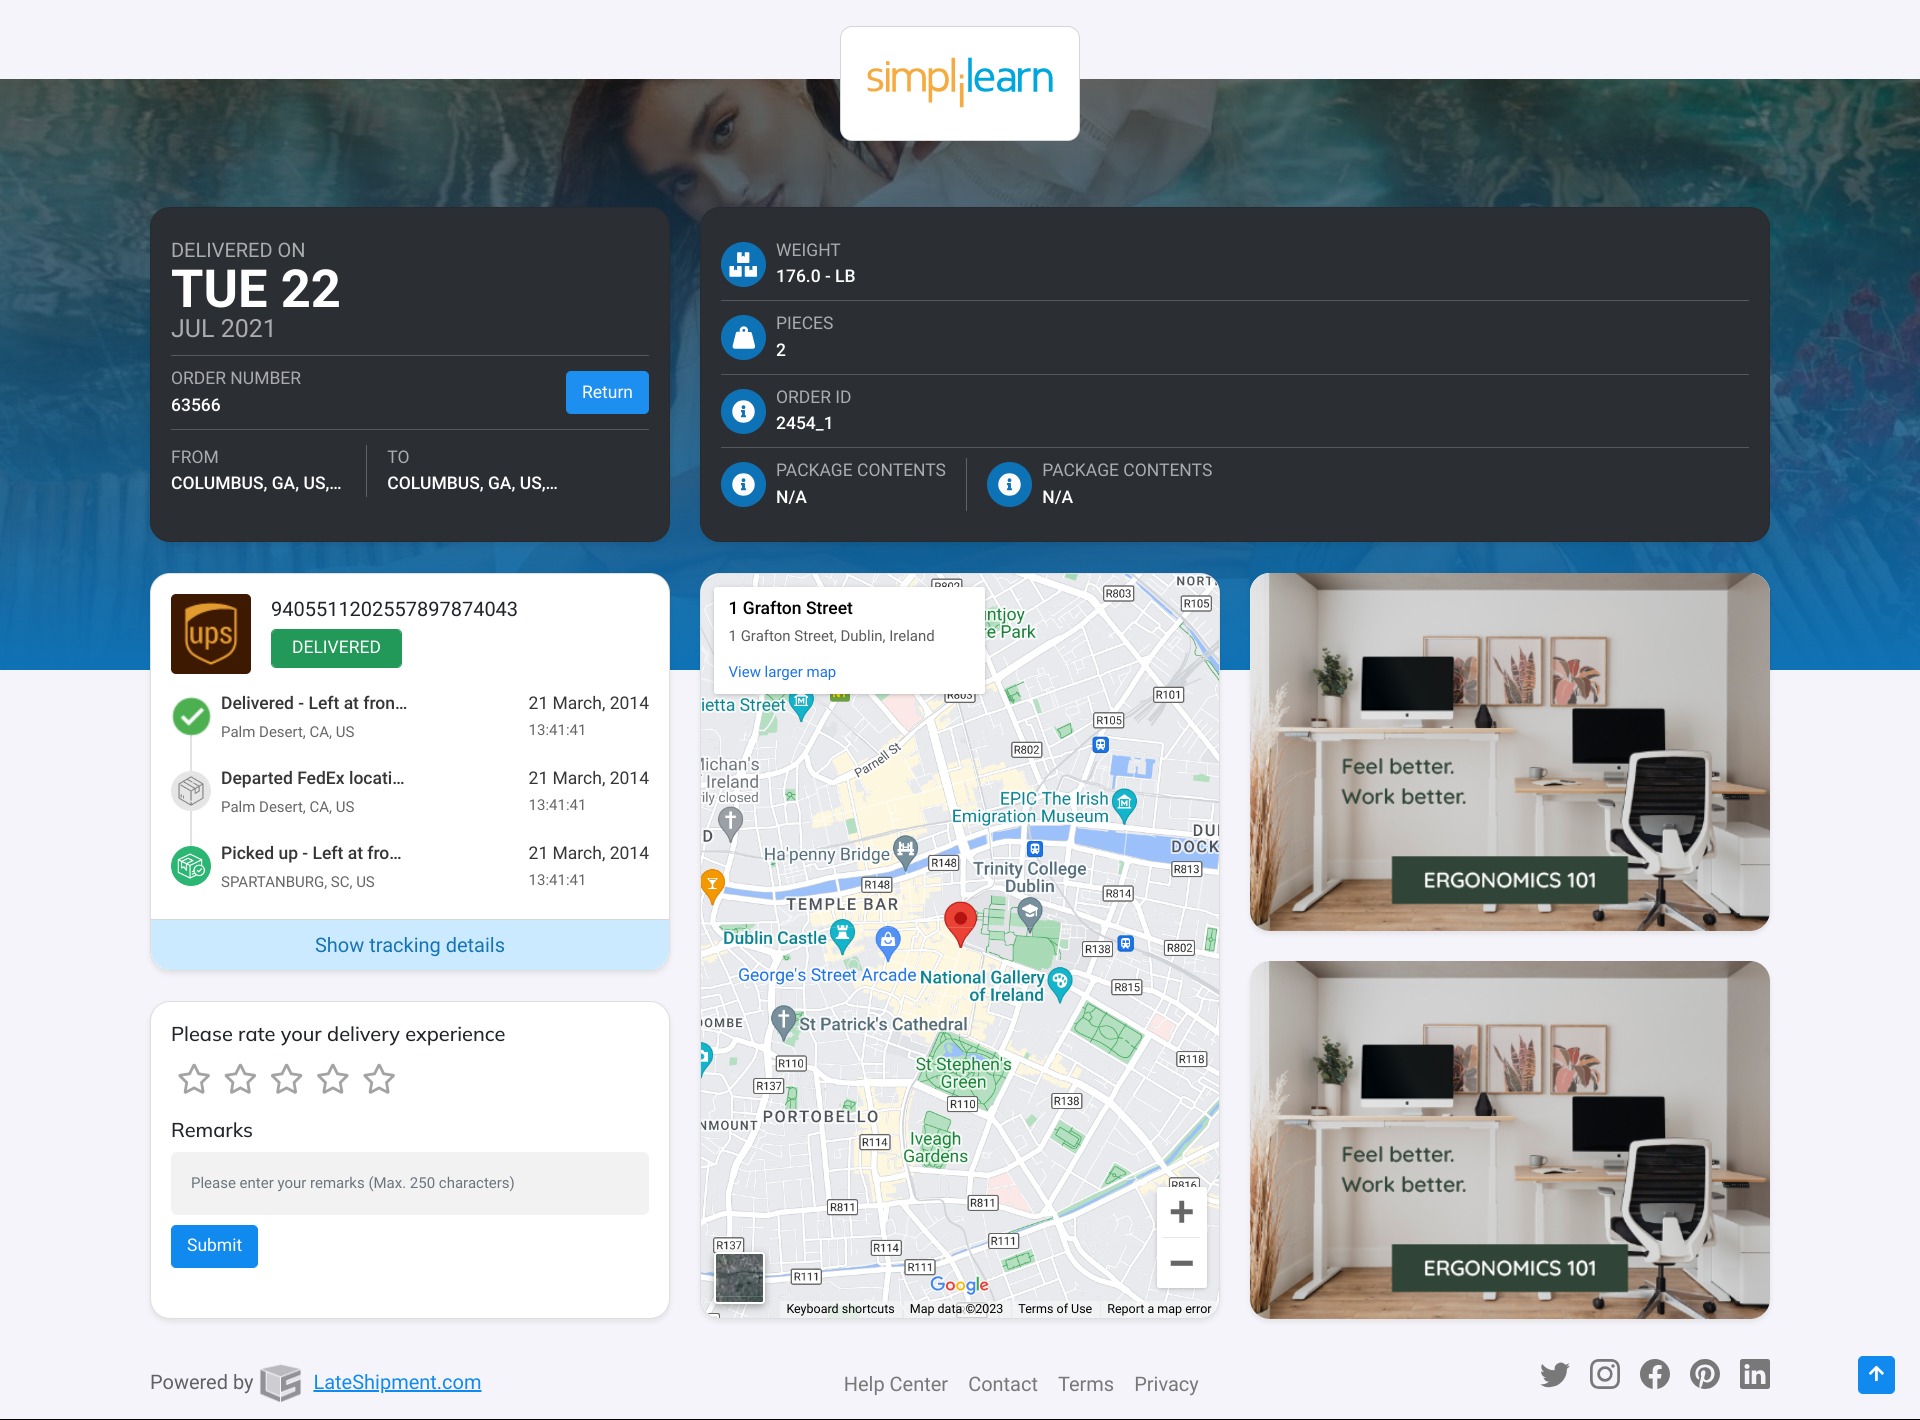 simplilearn
DELIVERED ON
TUE 22
JUL 2021
ORDER NUMBER
63566
Return
FROM
COLUMBUS, GA, US,...
TO
COLUMBUS, GA, US,...
WEIGHT
176.0 - LB
PIECES
2
ORDER ID
2454_1
PACKAGE CONTENTS
N/A
PACKAGE CONTENTS
N/A
ups
9405511202557897874043
DELIVERED
Delivered - Left at fron... 21 March, 2014
Palm Desert, CA, US 13:41:41
Departed FedEx locati... 21 March, 2014
Palm Desert, CA, US 13:41:41
Picked up - Left at fro... 21 March, 2014
SPARTANBURG, SC, US 13:41:41
Show tracking details
Please rate your delivery experience
Remarks
Please enter your remarks (Max. 250 characters)
Submit
1 Grafton Street
1 Grafton Street, Dublin, Ireland
View larger map
R802
NORT
R803
R105
untjoy
e Park
R803
ietta Street
R101
R105
R802
Parnell St
Michan's
Ireland
ily closed
EPIC The Irish
Emigration Museum
D
DU
DOCK
Ha'penny Bridge
R148
Trinity College
Dublin
R813
R148
R814
TEMPLE BAR
Dublin Castle
R138
R802
George's Street Arcade
National Gallery
of Ireland
R815
OMBE
St Patrick's Cathedral
R110
St Stephen's
Green
R118
R137
R110
R138
PORTOBELLO
NMOUNT
R114
Iveagh
Gardens
R816
R811
R811
R137
R114
R111
R111
R111
Google
Keyboard shortcuts Map data ©2023 Terms of Use Report a map error
Feel better.
Work better.
ERGONOMICS 101
Feel better.
Work better.
ERGONOMICS 101
Powered by LateShipment.com
Help Center Contact Terms Privacy